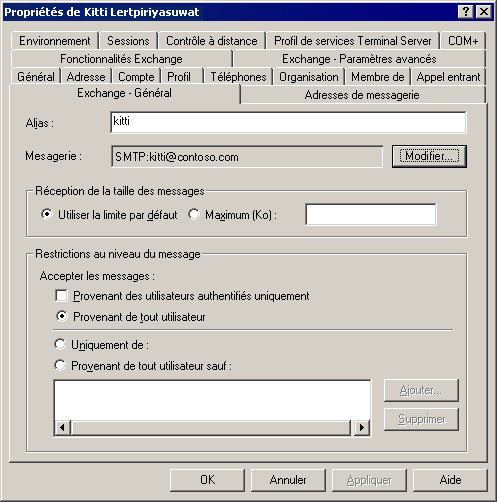 Propriétés de Kitti Lertpiriyasuwat
Environnement Sessions Contrôle à distance Profil de services Terminal Server COM+
Fonctionnalités Exchange Exchange - Paramètres avancés
Général Adresse Compte Profil Téléphones Organisation Membre de Appel entrant
Exchange - Général Adresses de messagerie
Alias : kitti
Mesagerie : SMTP:kitti@contoso.com Modifier...
Réception de la taille des messages
Utiliser la limite par défaut Maximum (Ko) :
Restrictions au niveau du message
Accepter les messages :
Provenant des utilisateurs authentifiés uniquement
Provenant de tout utilisateur
Uniquement de :
Provenant de tout utilisateur sauf :
Ajouter...
Supprimer
OK Annuler Appliquer Aide